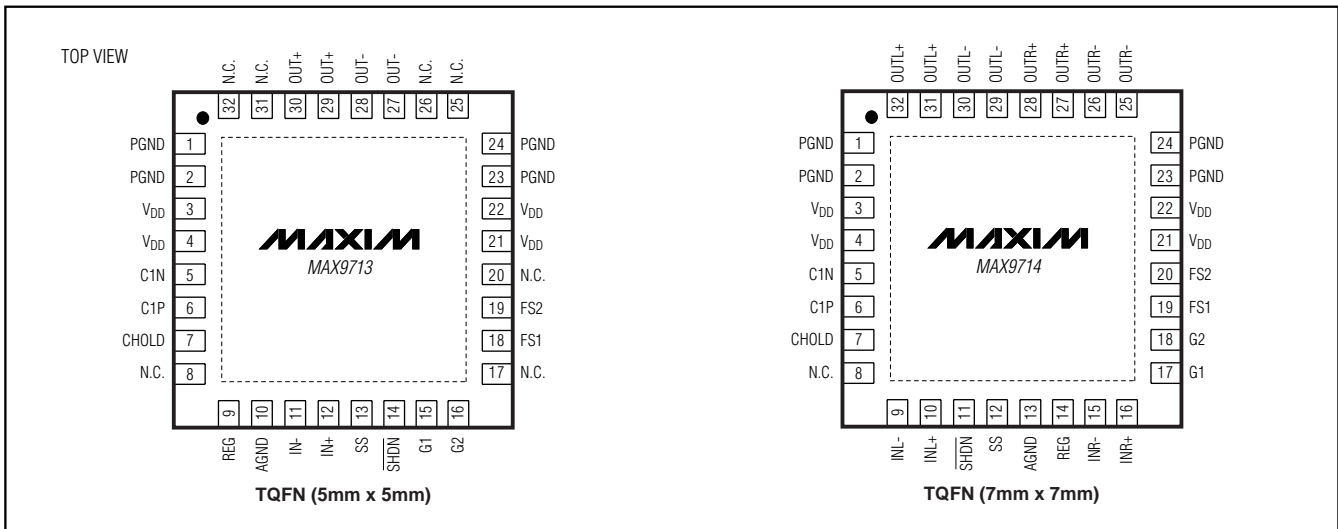 TOP VIEW
N.C. N.C. OUT+ OUT+ OUT- OUT- N.C. N.C.
32 31 30 29 28 27 26 25
PGND 1 24 PGND
PGND 2 23 PGND
VDD 3 22 VDD
VDD 4 21 VDD
C1N 5 20 N.C.
C1P 6 19 FS2
CHOLD 7 18 FS1
N.C. 8 17 N.C.
MAXIM
MAX9713
9 10 11 12 13 14 15 16
REG AGND IN- IN+ SS SHDN G1 G2
TQFN (5mm x 5mm)
OUTL+ OUTL+ OUTL- OUTL- OUTR+ OUTR+ OUTR- OUTR-
32 31 30 29 28 27 26 25
PGND 1 24 PGND
PGND 2 23 PGND
VDD 3 22 VDD
VDD 4 21 VDD
C1N 5 20 FS2
C1P 6 19 FS1
CHOLD 7 18 G2
N.C. 8 17 G1
MAXIM
MAX9714
9 10 11 12 13 14 15 16
INL- INL+ SHDN SS AGND REG INR- INR+
TQFN (7mm x 7mm)